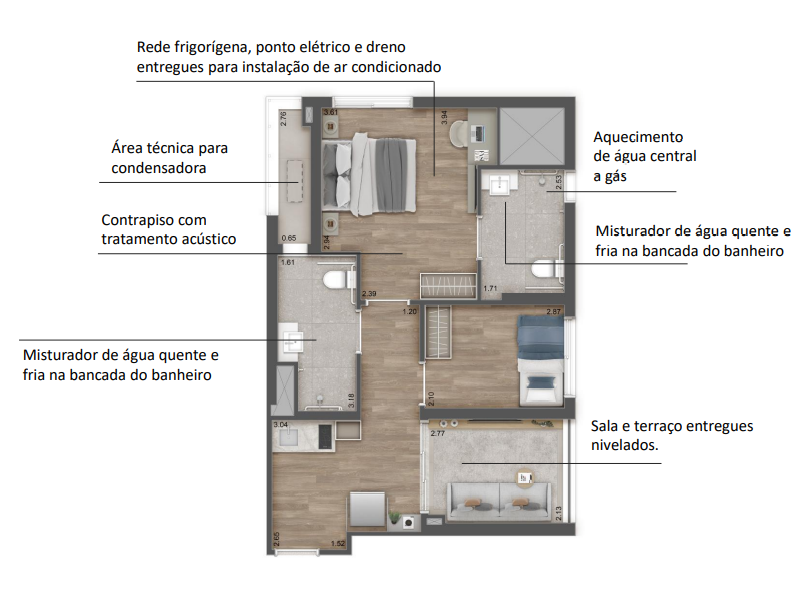 Rede frigorígena, ponto elétrico e dreno
entregues para instalação de ar condicionado
Área técnica para
condensadora
Contrapiso com
tratamento acústico
Aquecimento
de água central
a gás
Misturador de água quente e
fria na bancada do banheiro
Misturador de água quente e
fria na bancada do banheiro
Sala e terraço entregues
nivelados.
2.76
3.61
3.94
2.53
0.65
2.94
1.61
2.39
1.71
1.20
2.87
3.18
2.10
3.04
2.77
2.13
2.65
1.52